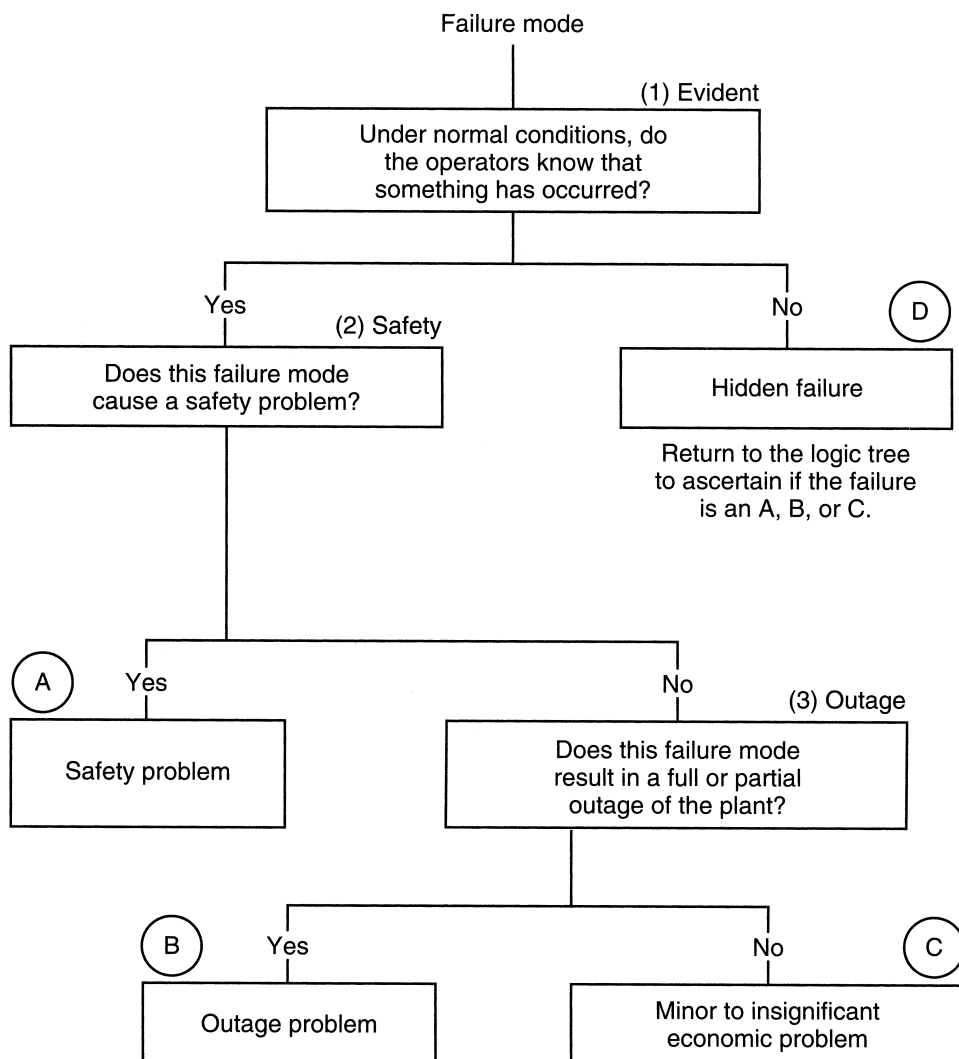 Failure mode
(1) Evident
Under normal conditions, do
the operators know that
something has occurred?
Yes
No
D
(2) Safety
Does this failure mode
cause a safety problem?
Hidden failure
Return to the logic tree
to ascertain if the failure
is an A, B, or C.
A
Yes
No
(3) Outage
Safety problem
Does this failure mode
result in a full or partial
outage of the plant?
B
Yes
No
C
Outage problem
Minor to insignificant
economic problem